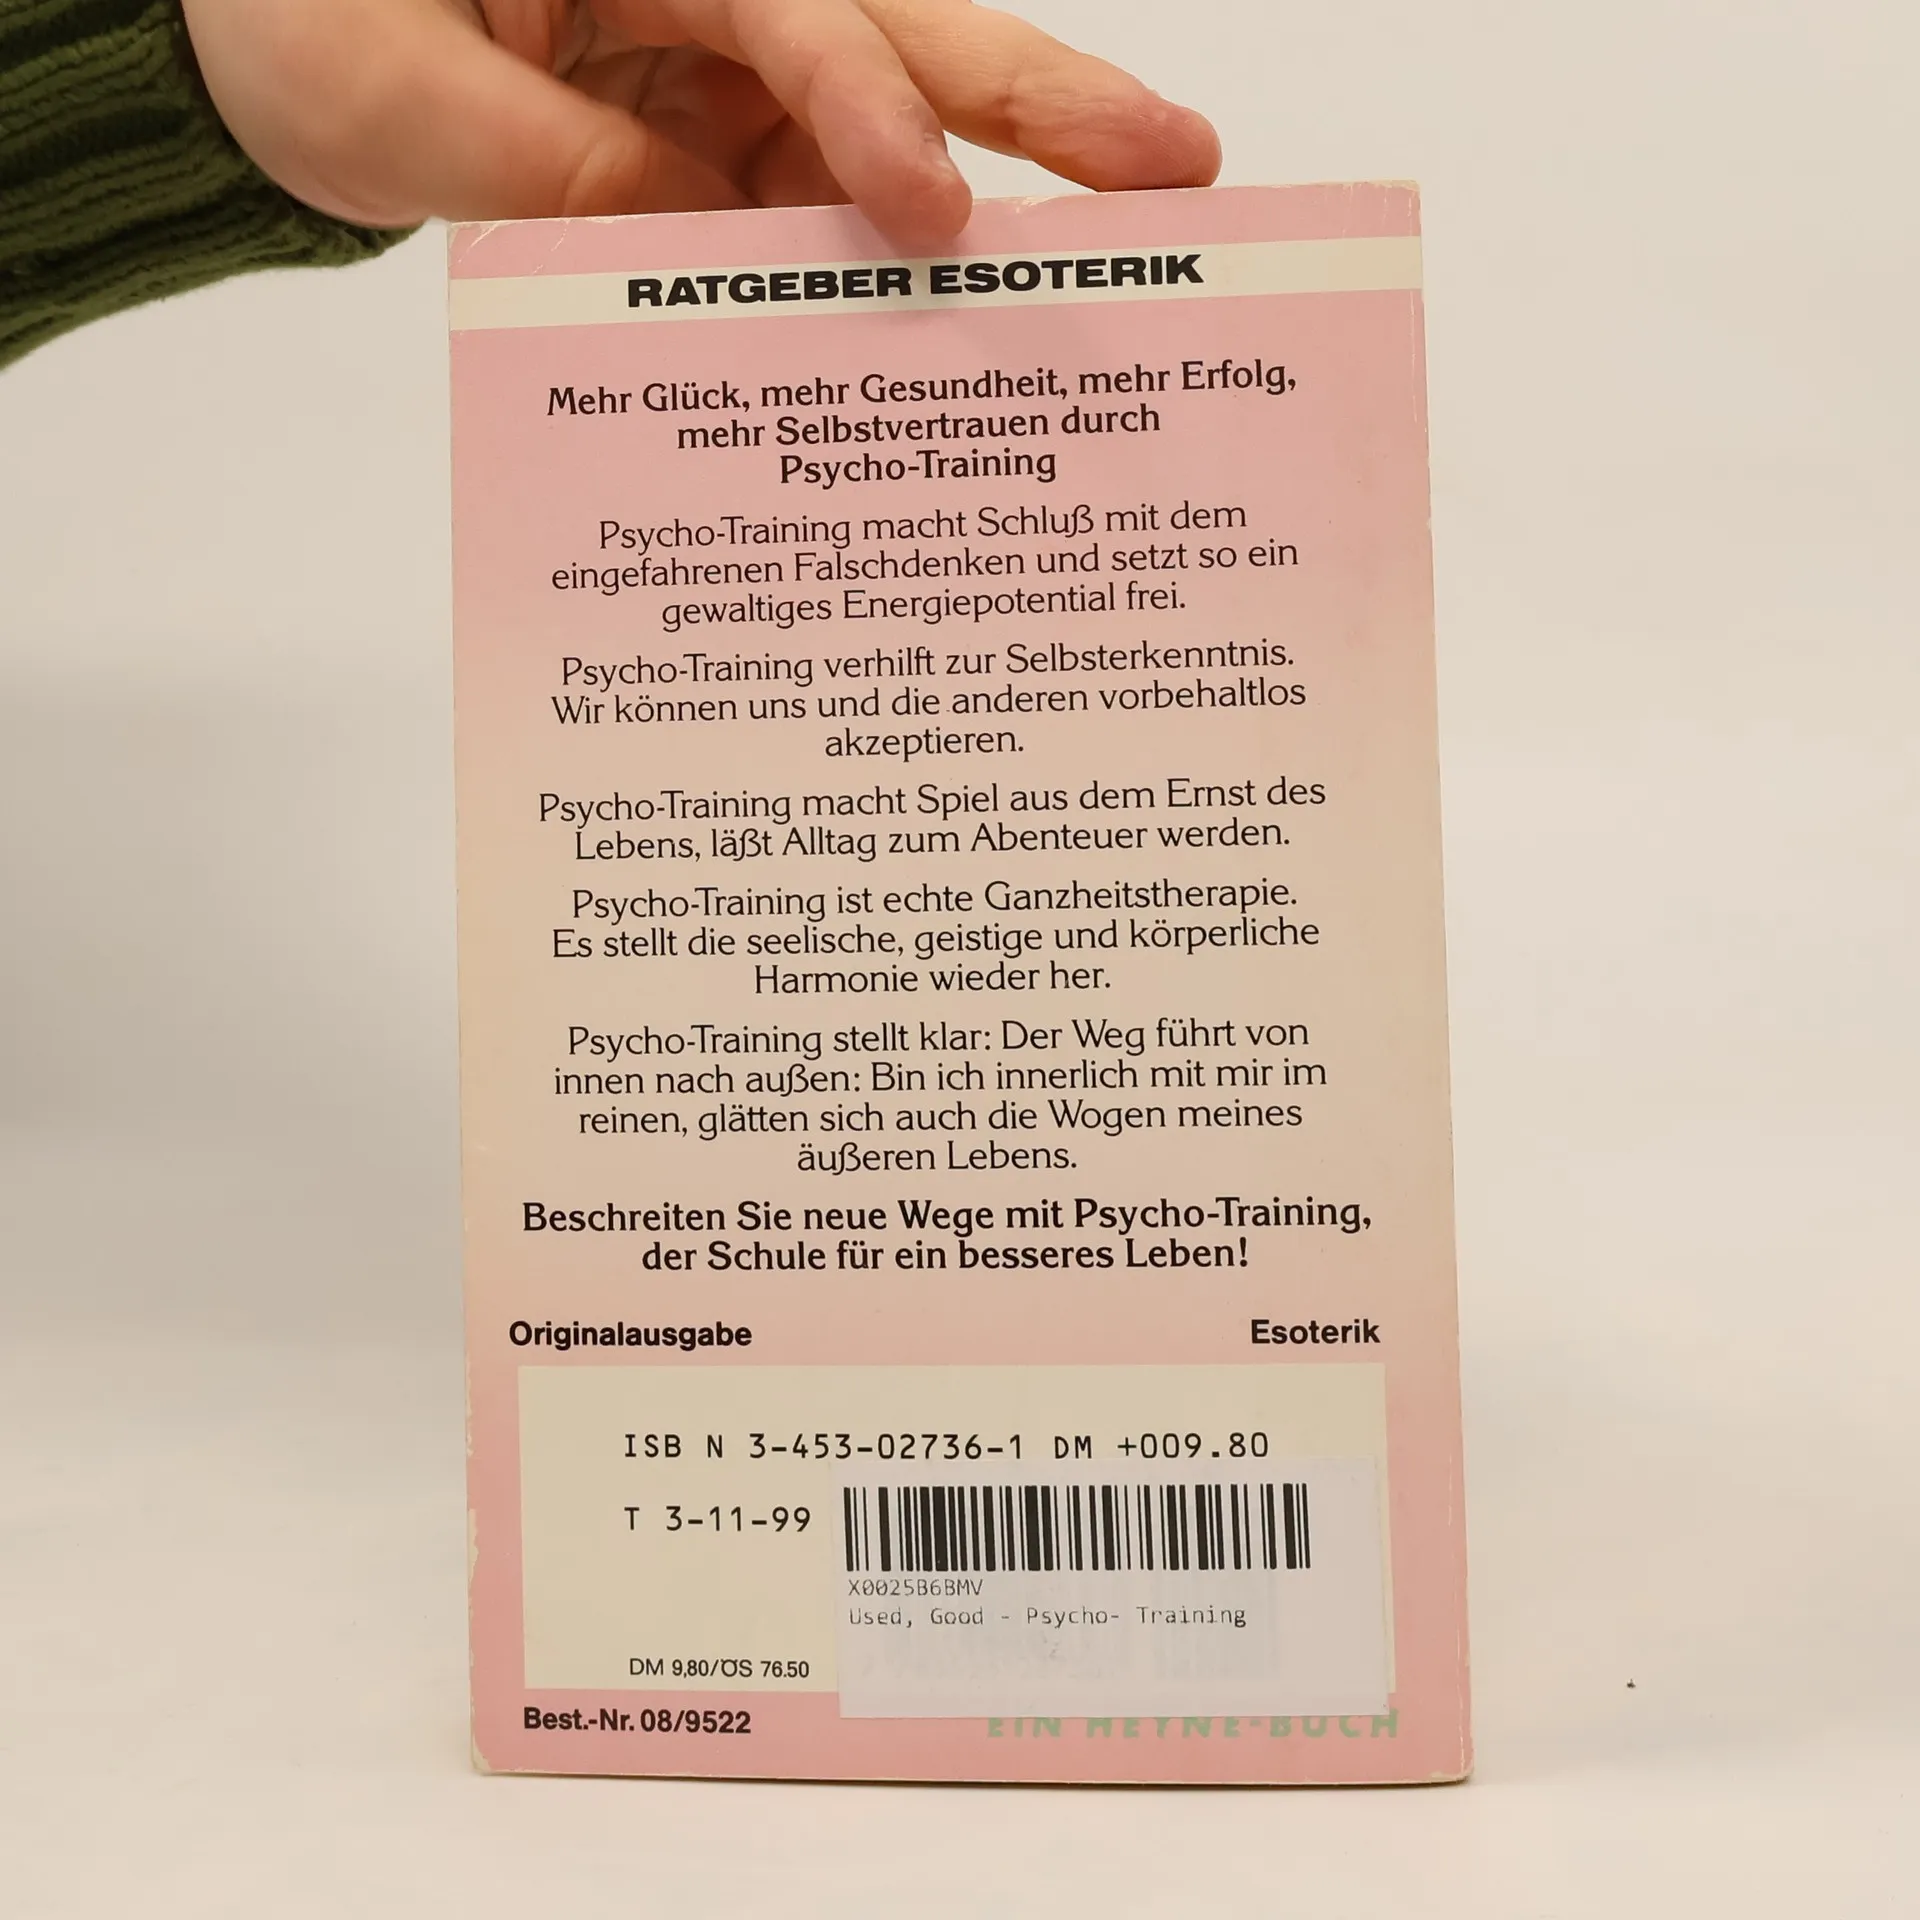 RATGEBER ESOTERIK
Mehr Glück, mehr Gesundheit, mehr Erfolg,
mehr Selbstvertrauen durch
Psycho-Training
Psycho-Training macht Schluß mit dem
eingefahrenen Falschdenken und setzt so ein
gewaltiges Energiepotential frei.
Psycho-Training verhilft zur Selbsterkenntnis.
Wir können uns und die anderen vorbehaltlos
akzeptieren.
Psycho-Training macht Spiel aus dem Ernst des
Lebens, läßt Alltag zum Abenteuer werden.
Psycho-Training ist echte Ganzheitstherapie.
Es stellt die seelische, geistige und körperliche
Harmonie wieder her.
Psycho-Training stellt klar: Der Weg führt von
innen nach außen: Bin ich innerlich mit mir im
reinen, glätten sich auch die Wogen meines
äußeren Lebens.
Beschreiten Sie neue Wege mit Psycho-Training,
der Schule für ein besseres Leben!
Originalausgabe Esoterik
ISB N 3-453-02736-1 DM +009.80
T 3-11-99
X0025B6BMV
Used, Good - Psycho- Training
DM 9,80/ÖS 76.50
Best.-Nr. 08/9522
EIN HEYNE-BUCH